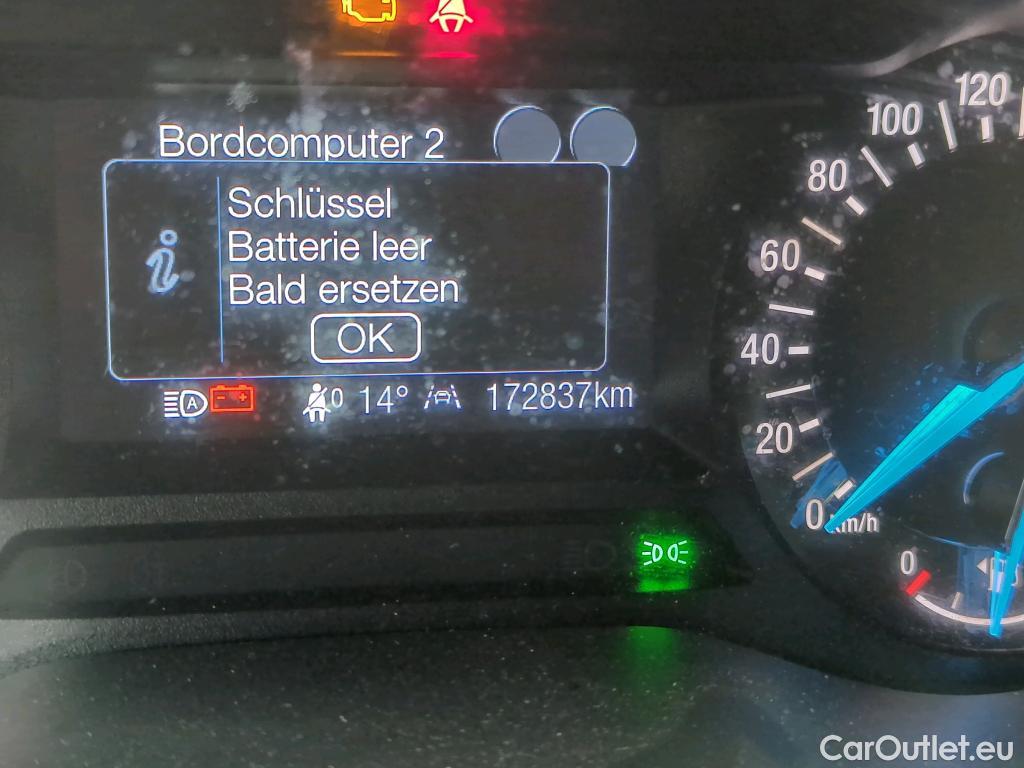 Bordcomputer 2
Schlüssel
Batterie leer
Bald ersetzen
OK
A
0 14° 172837km
120
100
80
60
40
20
0 km/h
0
CarOutlet.eu